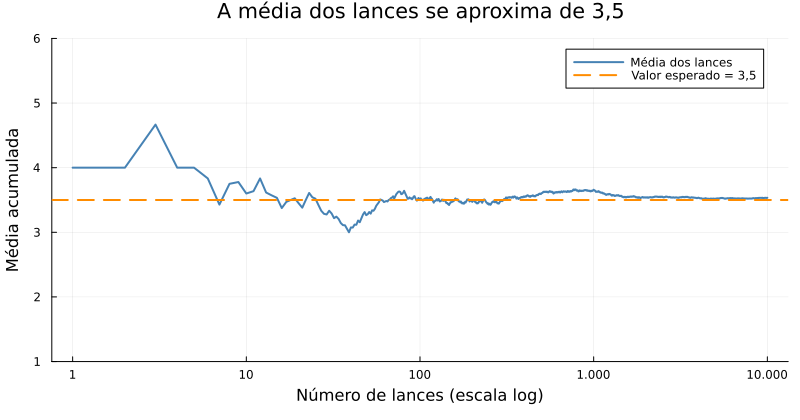 A média dos lances se aproxima de 3,5
Média dos lances
Valor esperado = 3,5
Média acumulada
6
5
4
3
2
1
1
10
100
1.000
10.000
Número de lances (escala log)